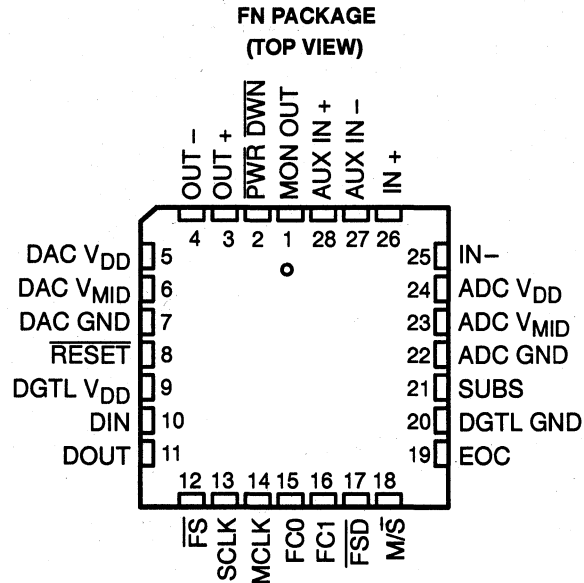 FN PACKAGE
(TOP VIEW)
OUT −
OUT +
PWR DWN
MON OUT
AUX IN +
AUX IN −
IN +
4 3 2 1 28 27 26
DAC VDD 5
DAC VMID 6
DAC GND 7
RESET 8
DGTL VDD 9
DIN 10
DOUT 11
25 IN−
24 ADC VDD
23 ADC VMID
22 ADC GND
21 SUBS
20 DGTL GND
19 EOC
12 13 14 15 16 17 18
FS
SCLK
MCLK
FC0
FC1
FSD
M/S